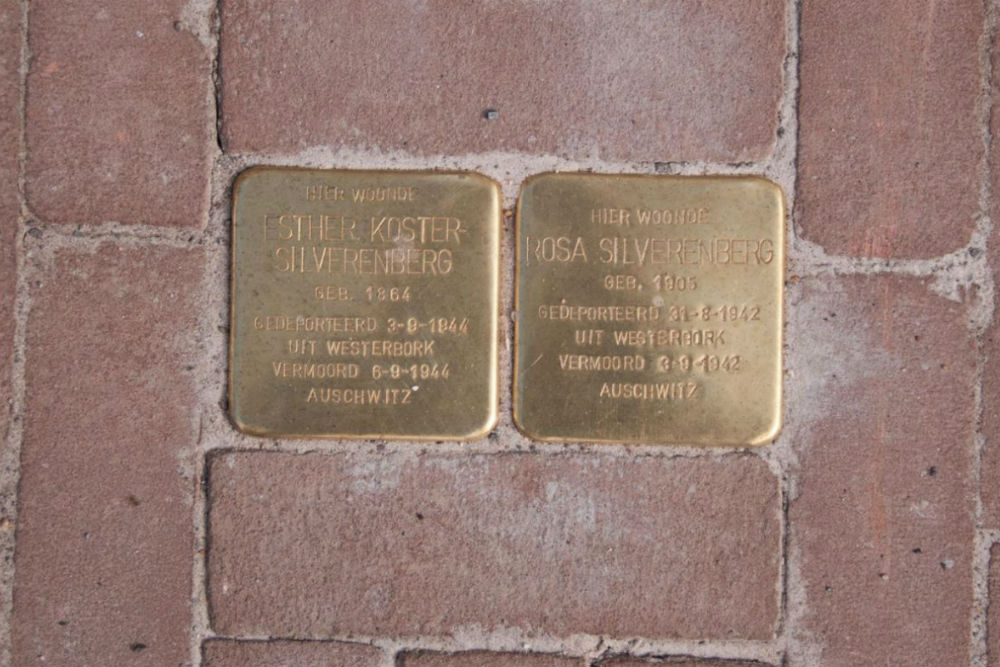 HIER WOONDE
ESTHER KOSTER-
SILVERENBERG
GEB. 1864
GEDEPORTEERD 3-9-1944
UIT WESTERBORK
VERMOORD 6-9-1944
AUSCHWITZ
HIER WOONDE
ROSA SILVERENBERG
GEB. 1905
GEDEPORTEERD 31-8-1942
UIT WESTERBORK
VERMOORD 3-9-1942
AUSCHWITZ